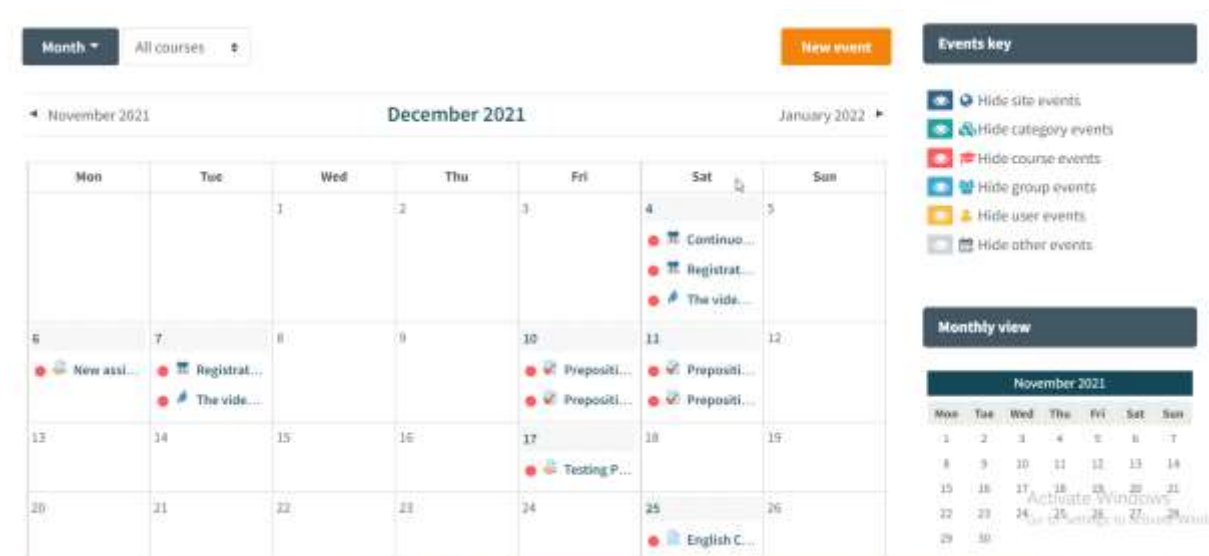 Month
All courses
New event
Events key
November 2021
December 2021
January 2022
Hide site events
Hide category events
Hide course events
Hide group events
Hide user events
Hide other events
Mon Tue Wed Thu Fri Sat Sun
1 2 3 4 5
Continuo...
Registrat...
The vide...
Monthly view
6 7 8 9 10 11 12
New assi... Registrat... Prepositi... Prepositi...
The vide... Prepositi... Prepositi...
13 14 15 16 17 18 19
Testing P...
20 21 22 23 24 25 26
English C...
November 2021
Mon Tue Wed Thu Fri Sat Sun
1 2 3 4 5 6 7
8 9 10 11 12 13 14
15 16 17 18 19 20 21
Activate Windows
22 23 24 25 26 27 28
29 30